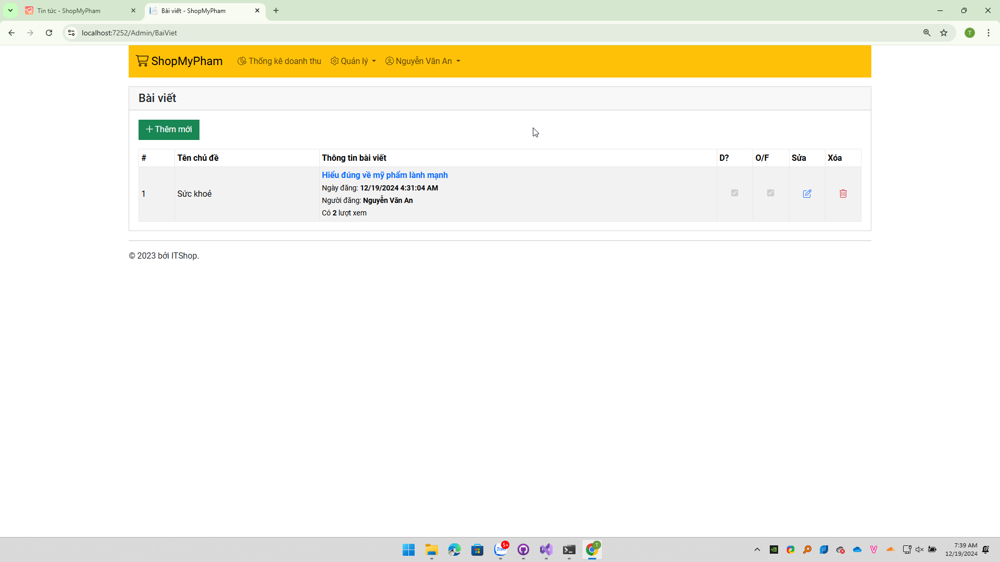 Tin tức - ShopMyPham
Bài viết - ShopMyPham
localhost:7252/Admin/BaiViet
T
ShopMyPham
Thống kê doanh thu
Quản lý
Nguyễn Văn An
Bài viết
Thêm mới
# Tên chủ đề Thông tin bài viết D? O/F Sửa Xóa
Hiểu đúng về mỹ phẩm lành mạnh
Ngày đăng: 12/19/2024 4:31:04 AM
1 Sức khoẻ
Người đăng: Nguyễn Văn An
Có 2 lượt xem
© 2023 bởi ITShop.
5+
Zalo
T
7:39 AM
12/19/2024